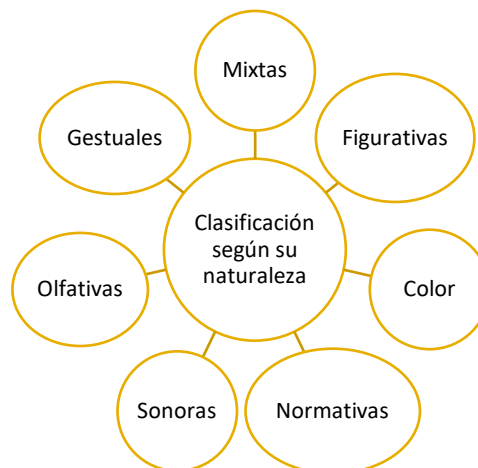 Mixtas
Gestuales
Figurativas
Clasificación
según su
naturaleza
Olfativas
Color
Sonoras
Normativas